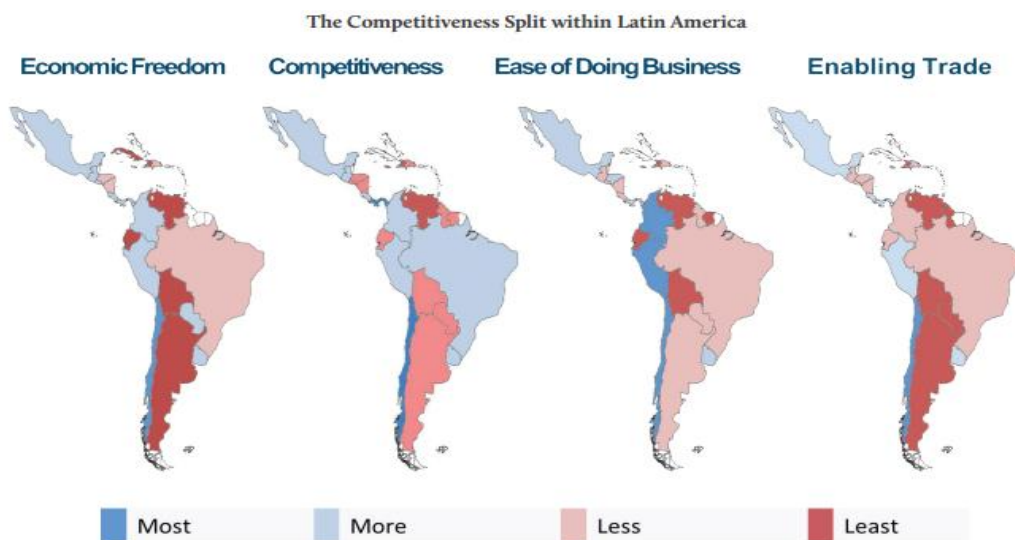 The Competitiveness Split within Latin America
Economic Freedom
Competitiveness
Ease of Doing Business
Enabling Trade
Most
More
Less
Least